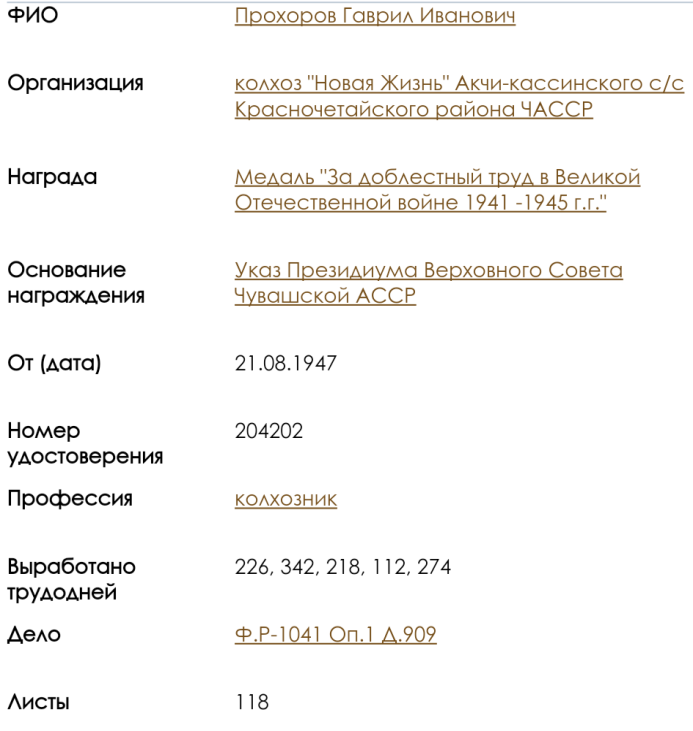 ФИО Прохоров Гаврил Иванович
Организация колхоз "Новая Жизнь" Акчи-кассинского с/с
Красночетайского района ЧАССР
Награда Медаль "За доблестный труд в Великой
Отечественной войне 1941 -1945 г.г."
Основание Указ Президиума Верховного Совета
награждения Чувашской АССР
От (дата) 21.08.1947
Номер 204202
удостоверения
Профессия колхозник
Выработано 226, 342, 218, 112, 274
трудодней
Дело Ф.Р-1041 Оп.1 Д.909
Листы 118